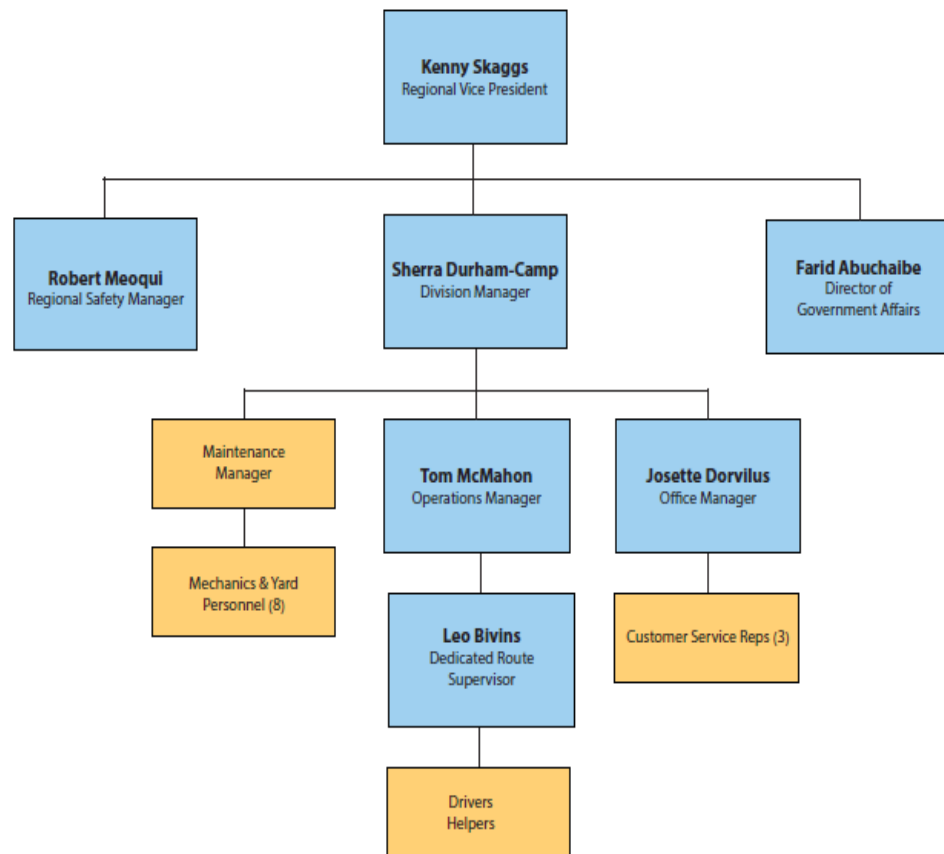 Kenny Skaggs
Regional Vice President
Robert Meoqui
Regional Safety Manager
Sherra Durham-Camp
Division Manager
Farid Abuchaibe
Director of
Government Affairs
Maintenance
Manager
Tom McMahon
Operations Manager
Josette Dorvilus
Office Manager
Mechanics & Yard
Personnel (8)
Leo Bivins
Dedicated Route
Supervisor
Customer Service Reps (3)
Drivers
Helpers